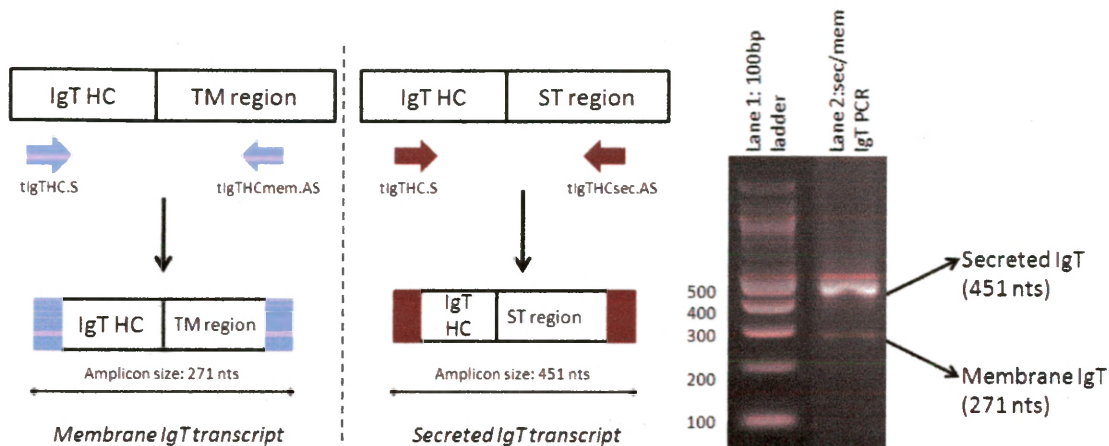 IgT HC
TM region
tIgTHC.S
tIgTHCmem.AS
IgT HC
TM region
Amplicon size: 271 nts
Membrane IgT transcript
IgT HC
ST region
tIgTHC.S
tIgTHCsec.AS
IgT
HC
ST region
Amplicon size: 451 nts
Secreted IgT transcript
Lane 1: 100bp
ladder
Lane 2:sec/mem
IgT PCR
500
400
300
200
100
Secreted IgT
(451 nts)
Membrane IgT
(271 nts)